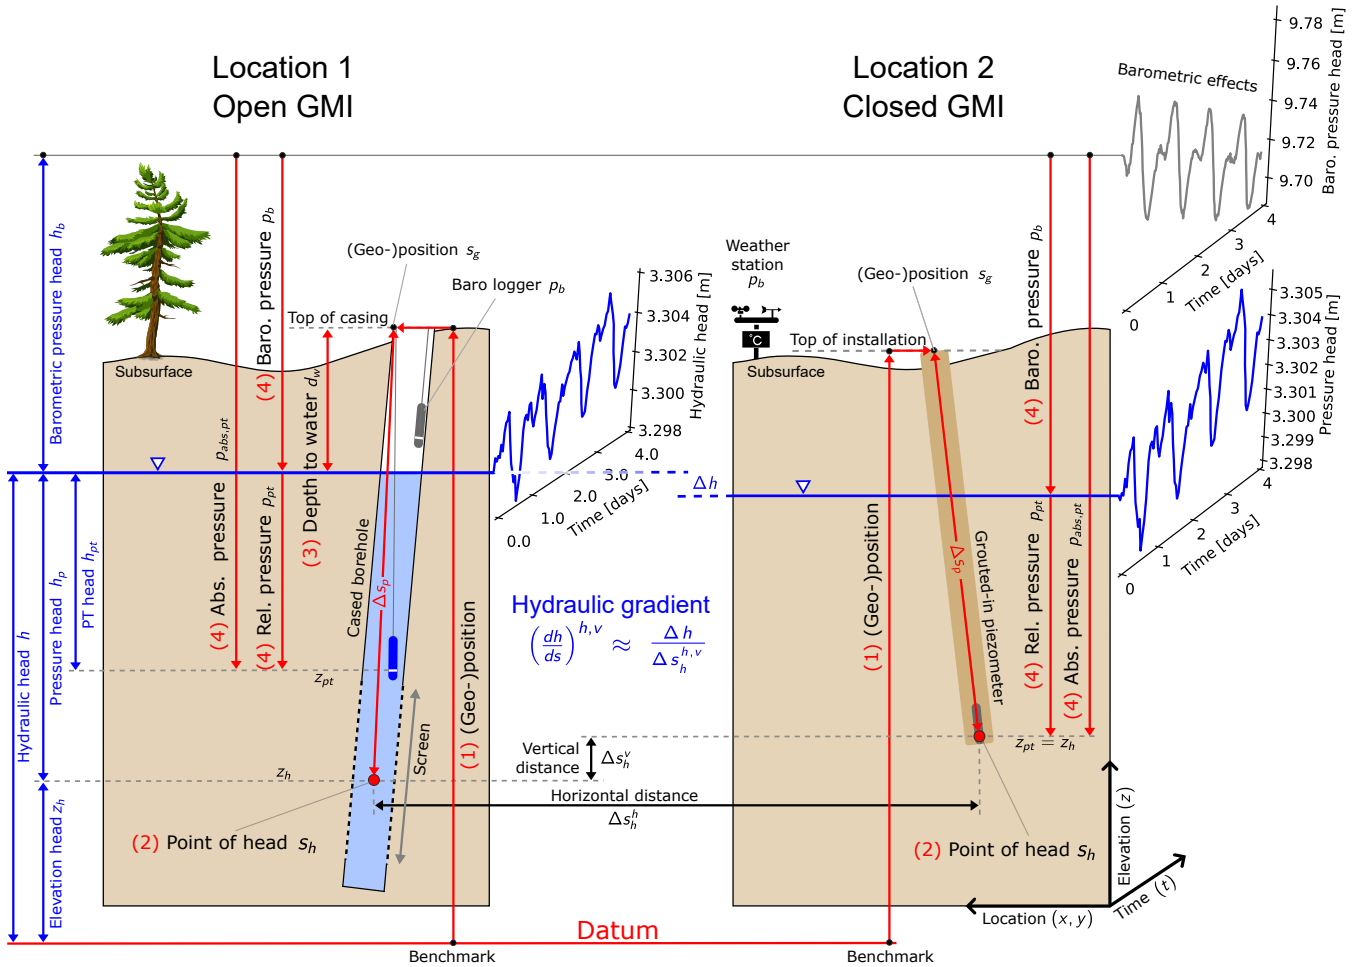 Location 1
Open GMI
Location 2
Closed GMI
Barometric effects
9.78
9.76
9.74
9.72
9.70
Baro. pressure head [m]
0
1
2
3
4
Time [days]
Barometric pressure head h_b
(4) Baro. pressure p_b
(Geo-)position s_g
Baro logger p_b
Top of casing
Subsurface
(4) Abs. pressure p_abs,pt
(4) Rel. pressure p_pt
(3) Depth to water d_w
Cased borehole
Δs_p
(1) (Geo-)position
3.306
3.304
3.302
3.300
3.298
Hydraulic head [m]
0.0
1.0
2.0
3.0
4.0
Time [days]
Δh
Weather
station
p_b
°C
(Geo-)position s_g
Top of installation
Subsurface
(4) Baro. pressure p_b
3.305
3.304
3.303
3.302
3.301
3.300
3.299
3.298
Pressure head [m]
0
1
2
3
4
Time [days]
Hydraulic head h
Pressure head h_p
PT head h_pt
Elevation head z_h
z_pt
z_h
Screen
Hydraulic gradient
(dh/ds)^h,v ≈ Δh/Δs_h^h,v
(1) (Geo-)position
Δs_p
Grouted-in piezometer
(4) Rel. pressure p_pt
(4) Abs. pressure p_abs,pt
z_pt = z_h
Vertical
distance
Δs_h^v
Horizontal distance
Δs_h^h
(2) Point of head s_h
(2) Point of head s_h
Elevation (z)
Location (x, y)
Time (t)
Datum
Benchmark
Benchmark